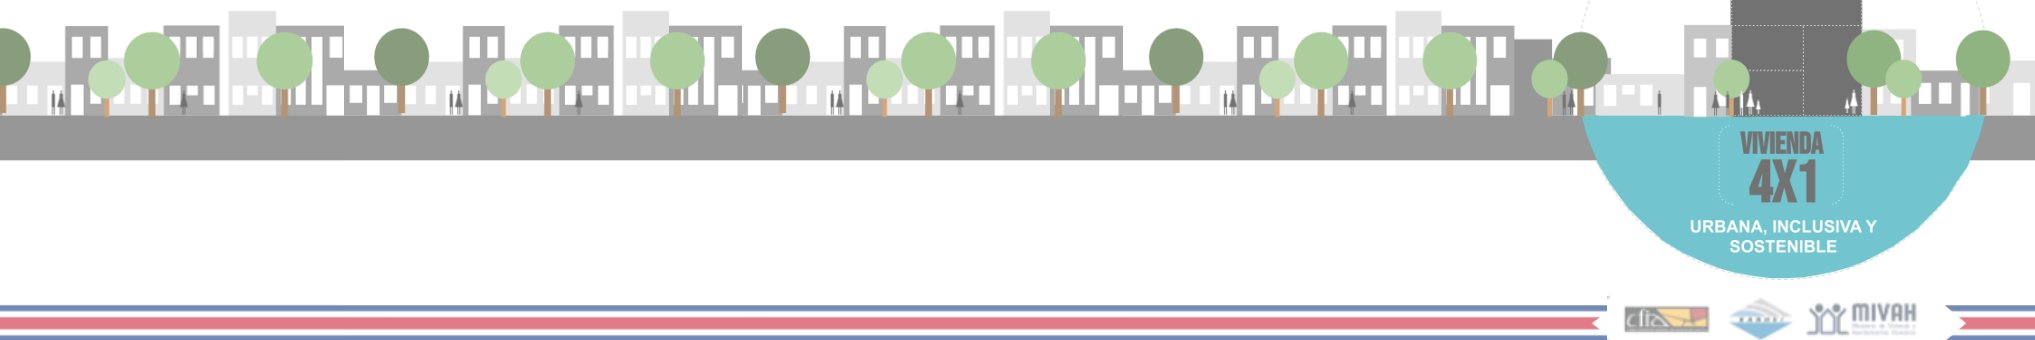 VIVIENDA
4X1
URBANA, INCLUSIVA Y
SOSTENIBLE
cfia
MIVAH